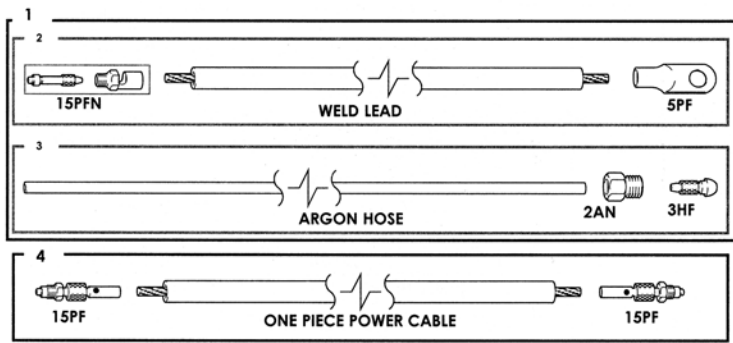 1
2
15PFN
WELD LEAD
5PF
3
ARGON HOSE
2AN
3HF
4
15PF
ONE PIECE POWER CABLE
15PF